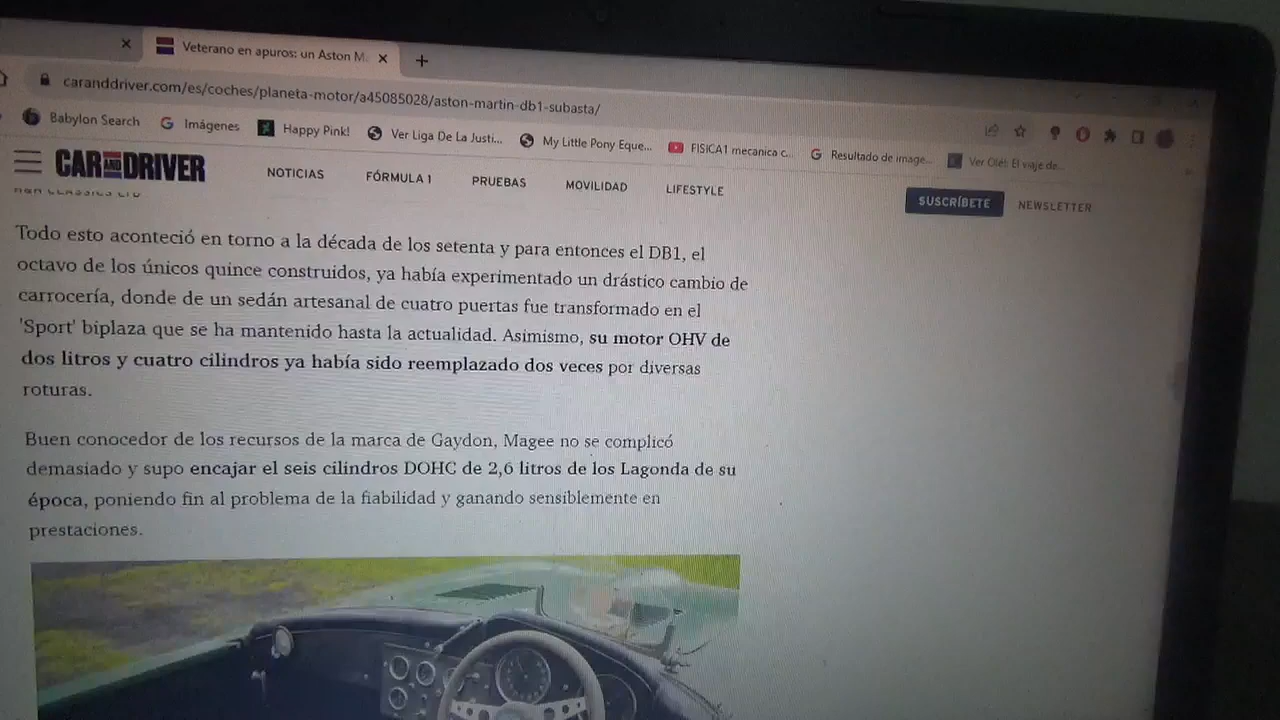 Veterano en apuros: un Aston M
caranddriver.com/es/coches/planeta-motor/a45085028/aston-martin-db1-subasta/
Babylon Search
Imágenes
Happy Pink!
Ver Liga De La Justi...
My Little Pony Eque...
FISICA1 mecanica c...
Resultado de image...
Ver Olé! El viaje de...
CAR AND DRIVER
NOTICIAS
FÓRMULA 1
PRUEBAS
MOVILIDAD
LIFESTYLE
SUSCRÍBETE
NEWSLETTER
Todo esto aconteció en torno a la década de los setenta y para entonces el DB1, el
octavo de los únicos quince construidos, ya había experimentado un drástico cambio de
carrocería, donde de un sedán artesanal de cuatro puertas fue transformado en el
'Sport' biplaza que se ha mantenido hasta la actualidad. Asimismo, su motor OHV de
dos litros y cuatro cilindros ya había sido reemplazado dos veces por diversas
roturas.
Buen conocedor de los recursos de la marca de Gaydon, Magee no se complicó
demasiado y supo encajar el seis cilindros DOHC de 2,6 litros de los Lagonda de su
época, poniendo fin al problema de la fiabilidad y ganando sensiblemente en
prestaciones.